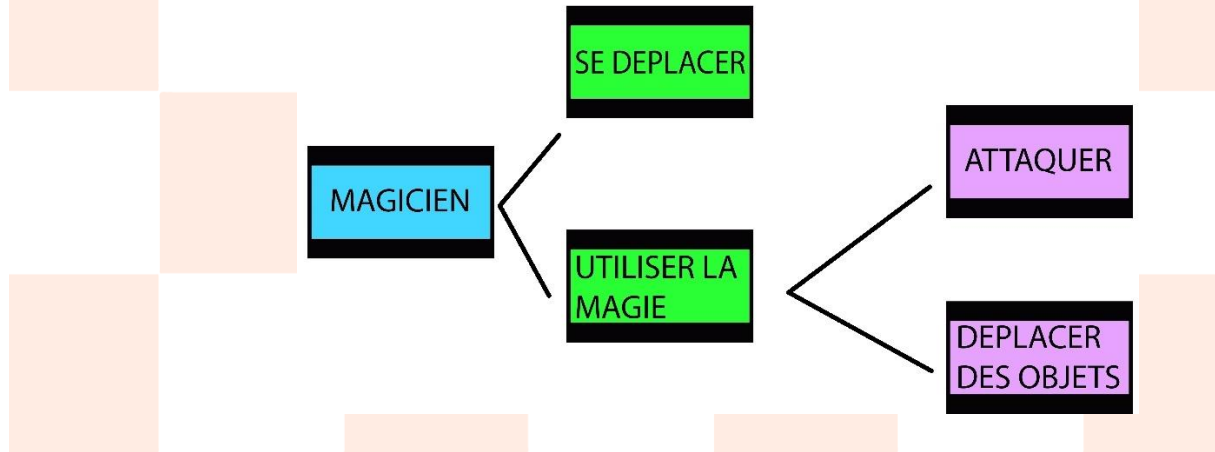 MAGICIEN
SE DEPLACER
UTILISER LA
MAGIE
ATTAQUER
DEPLACER
DES OBJETS